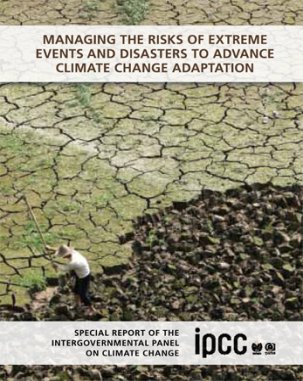 MANAGING THE RISKS OF EXTREME
EVENTS AND DISASTERS TO ADVANCE
CLIMATE CHANGE ADAPTATION
SPECIAL REPORT OF THE
INTERGOVERNMENTAL PANEL
ON CLIMATE CHANGE
ipcc